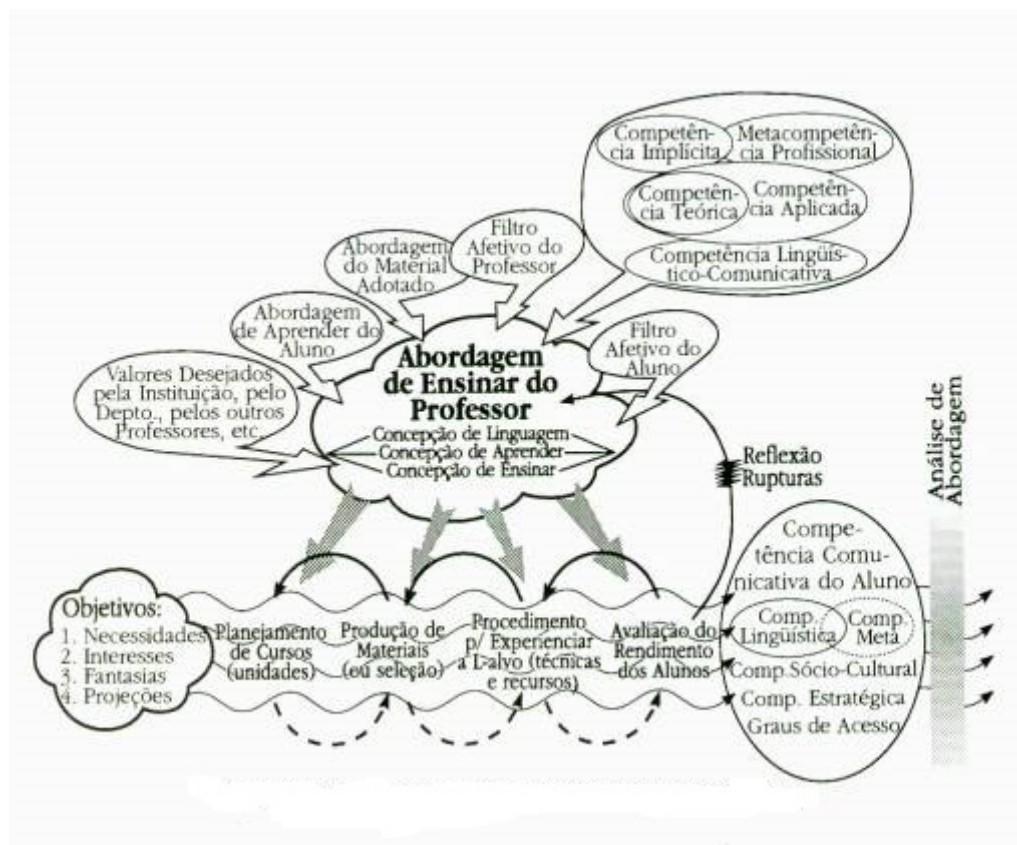 Competên-
cia Implícita
Metacompetên-
cia Profissional
Competên-
cia Teórica
Competên-
cia Aplicada
Competência Lingüís-
tico-Comunicativa
Filtro
Afetivo do
Professor
Abordagem
do Material
Adotado
Abordagem
de Aprender do
Aluno
Valores Desejados
pela Instituição, pelo
Depto., pelos outros
Professores, etc.
Filtro
Afetivo do
Aluno
Abordagem
de Ensinar do
Professor
Concepção de Linguagem
Concepção de Aprender
Concepção de Ensinar
Reflexão
Rupturas
Análise de
Abordagem
Objetivos:
1. Necessidades
2. Interesses
3. Fantasias
4. Projeções
Planejamento
de Cursos
(unidades)
Produção de
Materiais
(ou seleção)
Procedimento
p/ Experienciar
a L-alvo (técnicas
e recursos)
Avaliação do
Rendimento
dos Alunos
Compe-
tência Comu-
nicativa do Aluno
Comp.
Lingüística
Comp.
Meta
Comp. Sócio-Cultural
Comp. Estratégica
Graus de Acesso